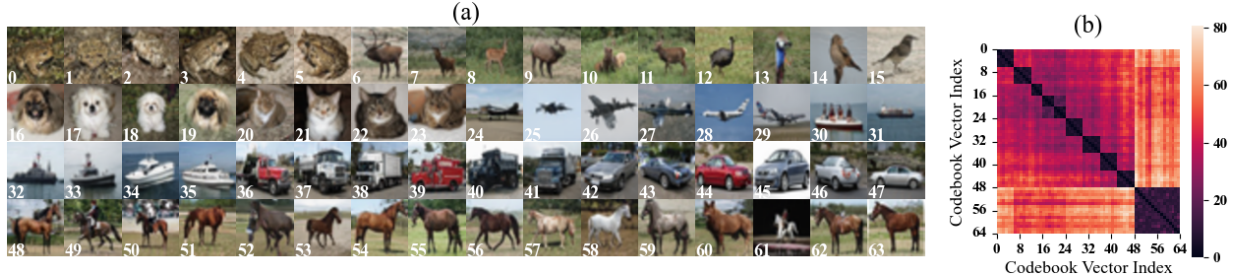 (a)
0 1 2 3 4 5 6 7 8 9 10 11 12 13 14 15
16 17 18 19 20 21 22 23 24 25 26 27 28 29 30 31
32 33 34 35 36 37 38 39 40 41 42 43 44 45 46 47
48 49 50 51 52 53 54 55 56 57 58 59 60 61 62 63
(b)
Codebook Vector Index
0
8
16
24
32
40
48
56
64
0 8 16 24 32 40 48 56 64
Codebook Vector Index
80
60
40
20
0